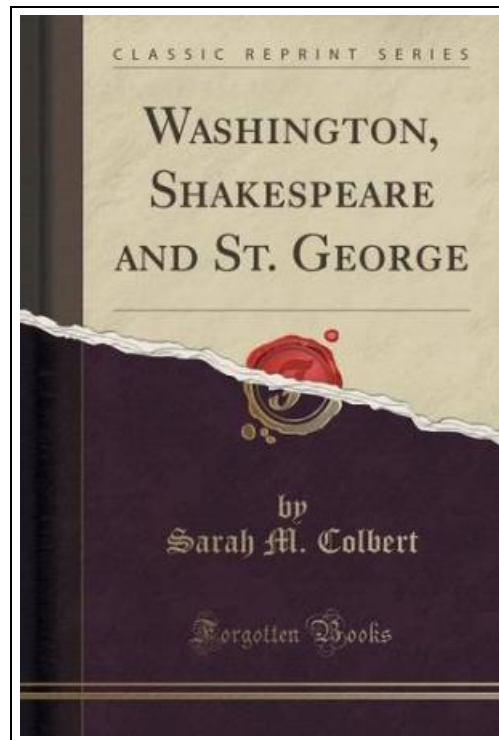 CLASSIC REPRINT SERIES
WASHINGTON,
SHAKESPEARE
AND ST. GEORGE
by
Sarah M. Colbert
Forgotten Books